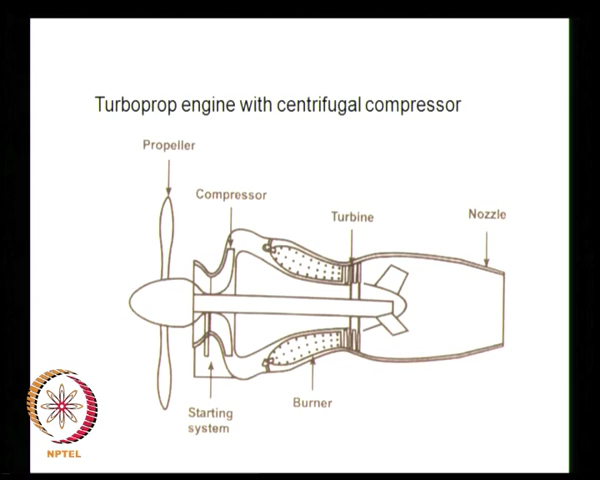 Turboprop engine with centrifugal compressor
Propeller
Compressor
Turbine
Nozzle
Burner
Starting
system
NPTEL